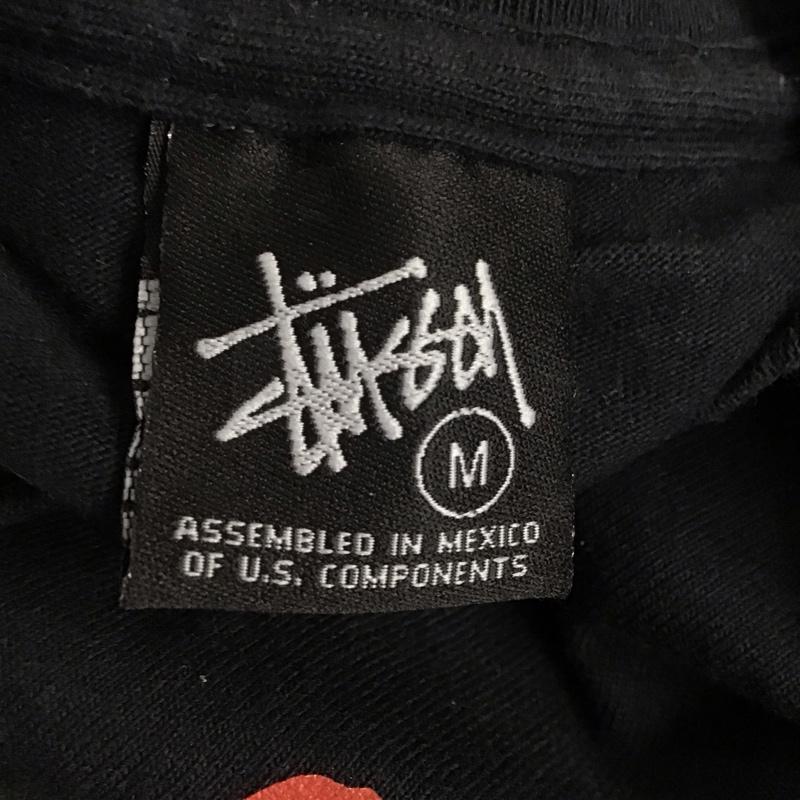 Stüssy
M
ASSEMBLED IN MEXICO
OF U.S. COMPONENTS